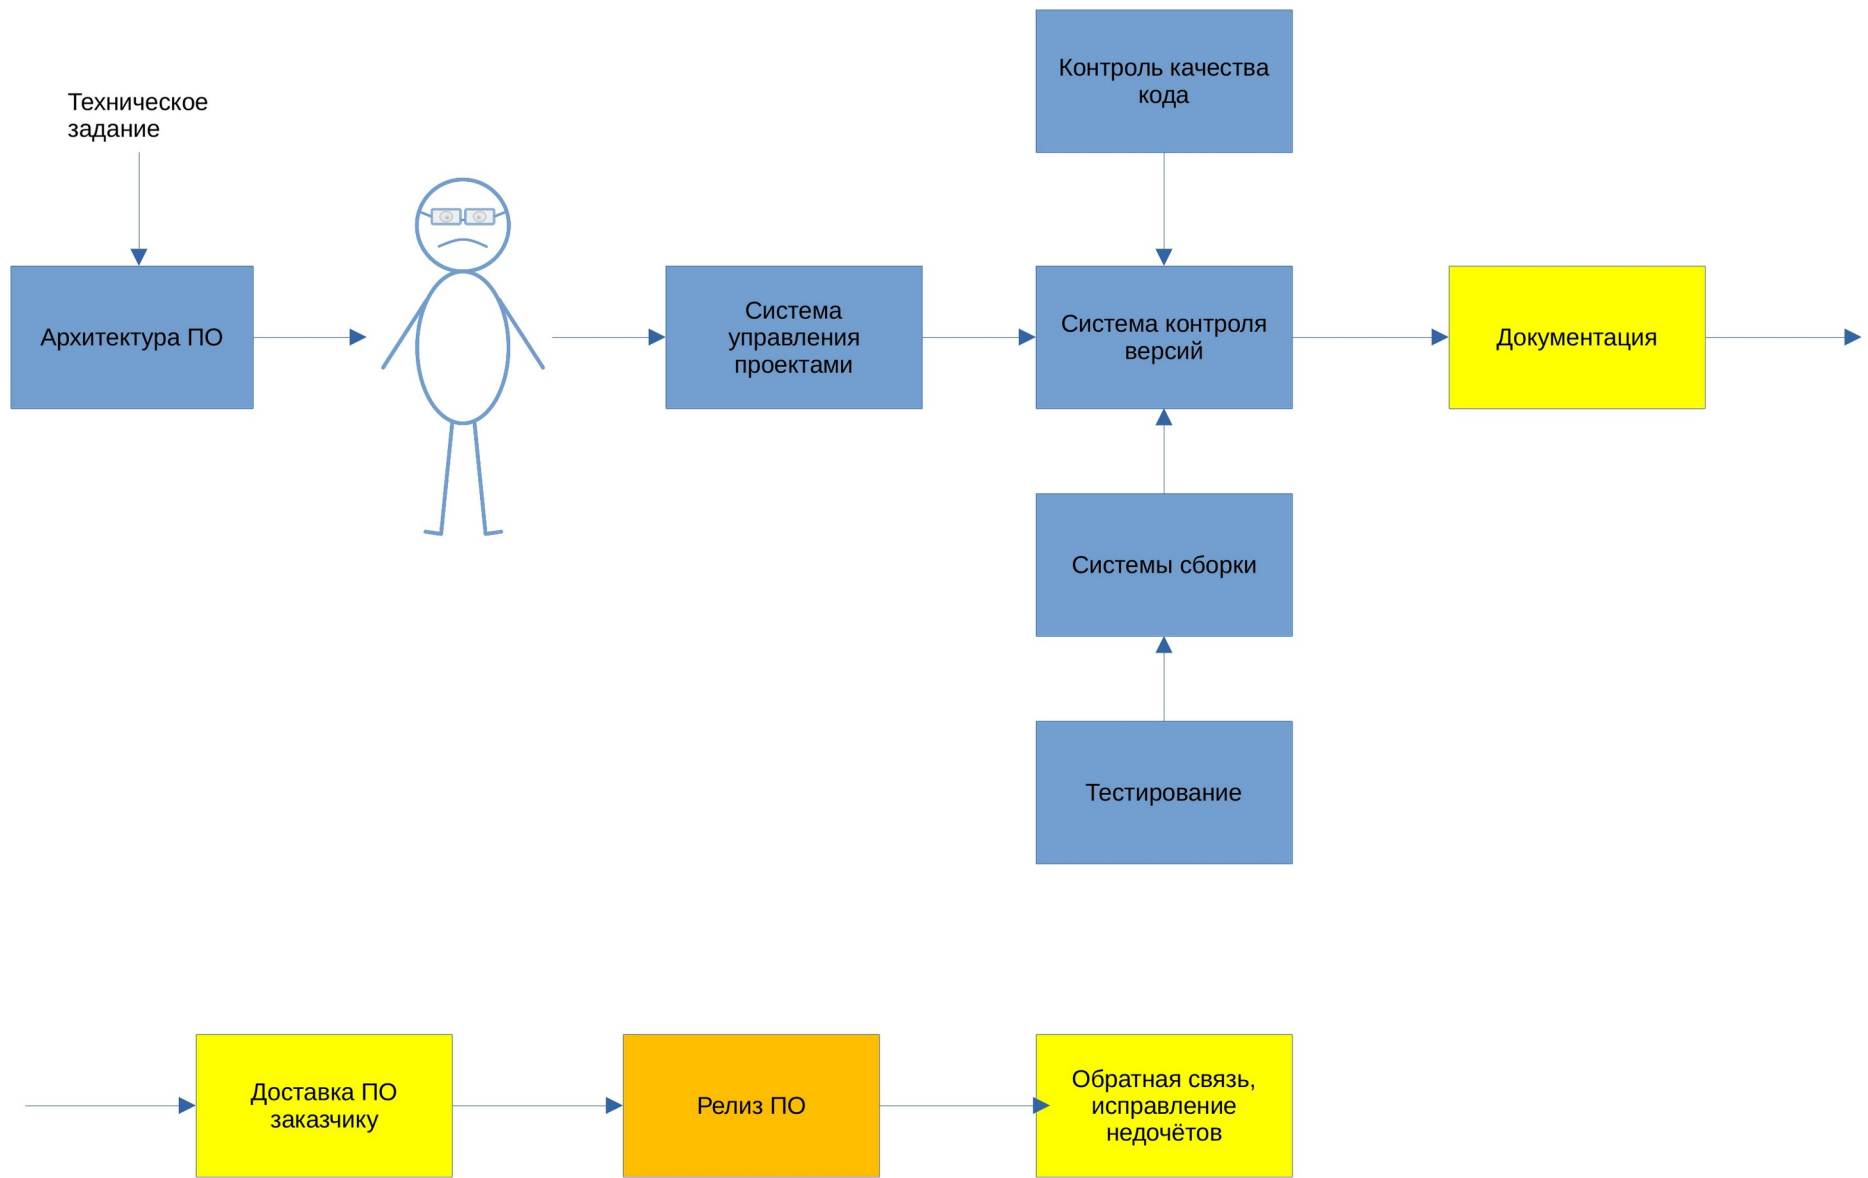 Контроль качества
кода
Техническое
задание
Архитектура ПО
Система
управления
проектами
Система контроля
версий
Документация
Системы сборки
Тестирование
Доставка ПО
заказчику
Релиз ПО
Обратная связь,
исправление
недочётов